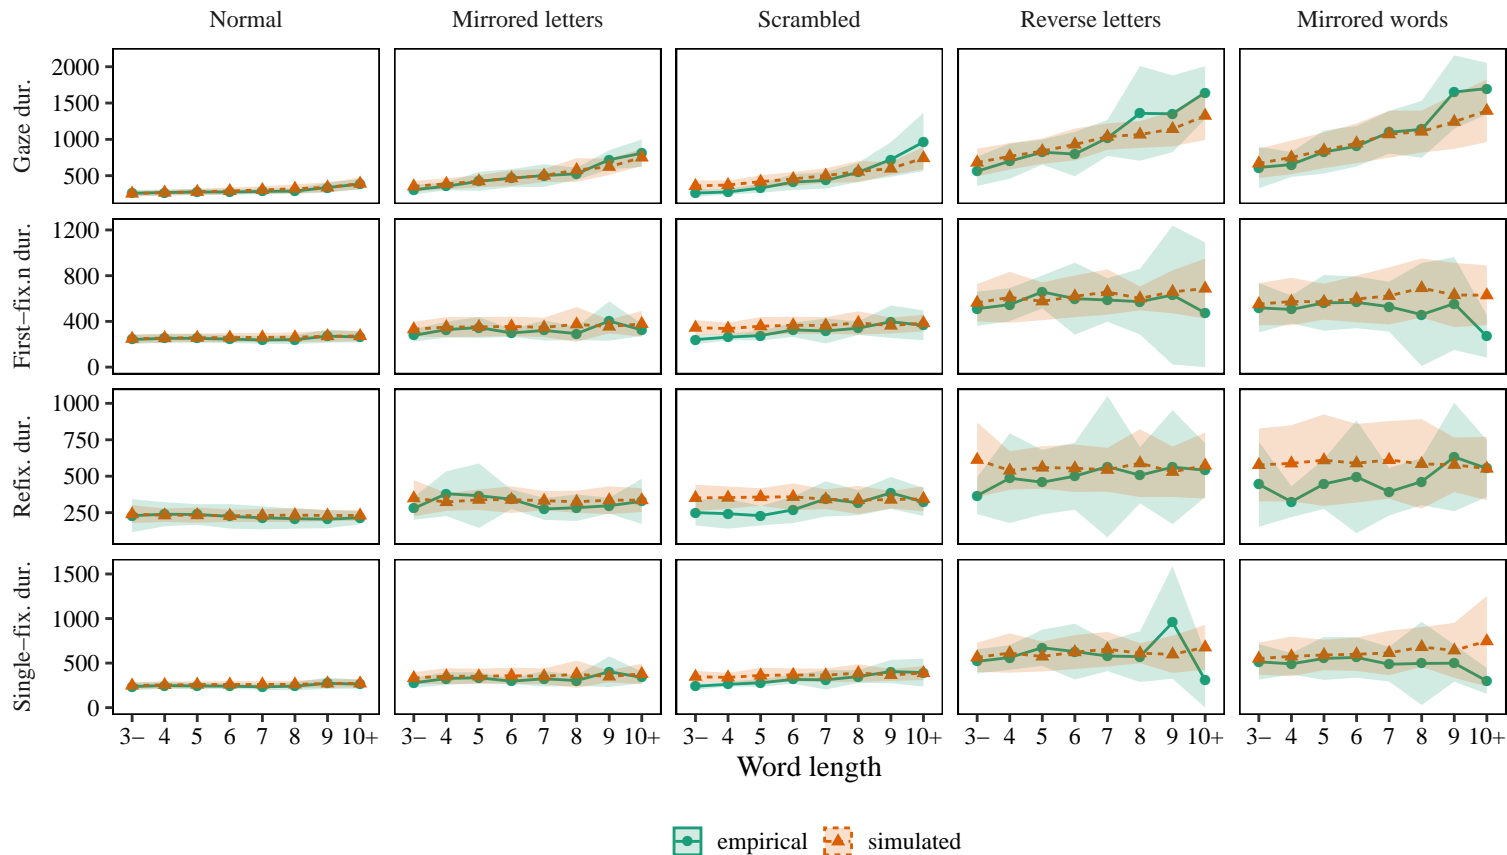 Normal Mirrored letters Scrambled Reverse letters Mirrored words
Gaze dur.
2000
1500
1000
500
First−fix.n dur.
1200
800
400
0
Refix. dur.
1000
750
500
250
Single−fix. dur.
1500
1000
500
0
3− 4 5 6 7 8 9 10+ 3− 4 5 6 7 8 9 10+ 3− 4 5 6 7 8 9 10+ 3− 4 5 6 7 8 9 10+ 3− 4 5 6 7 8 9 10+
Word length
empirical simulated